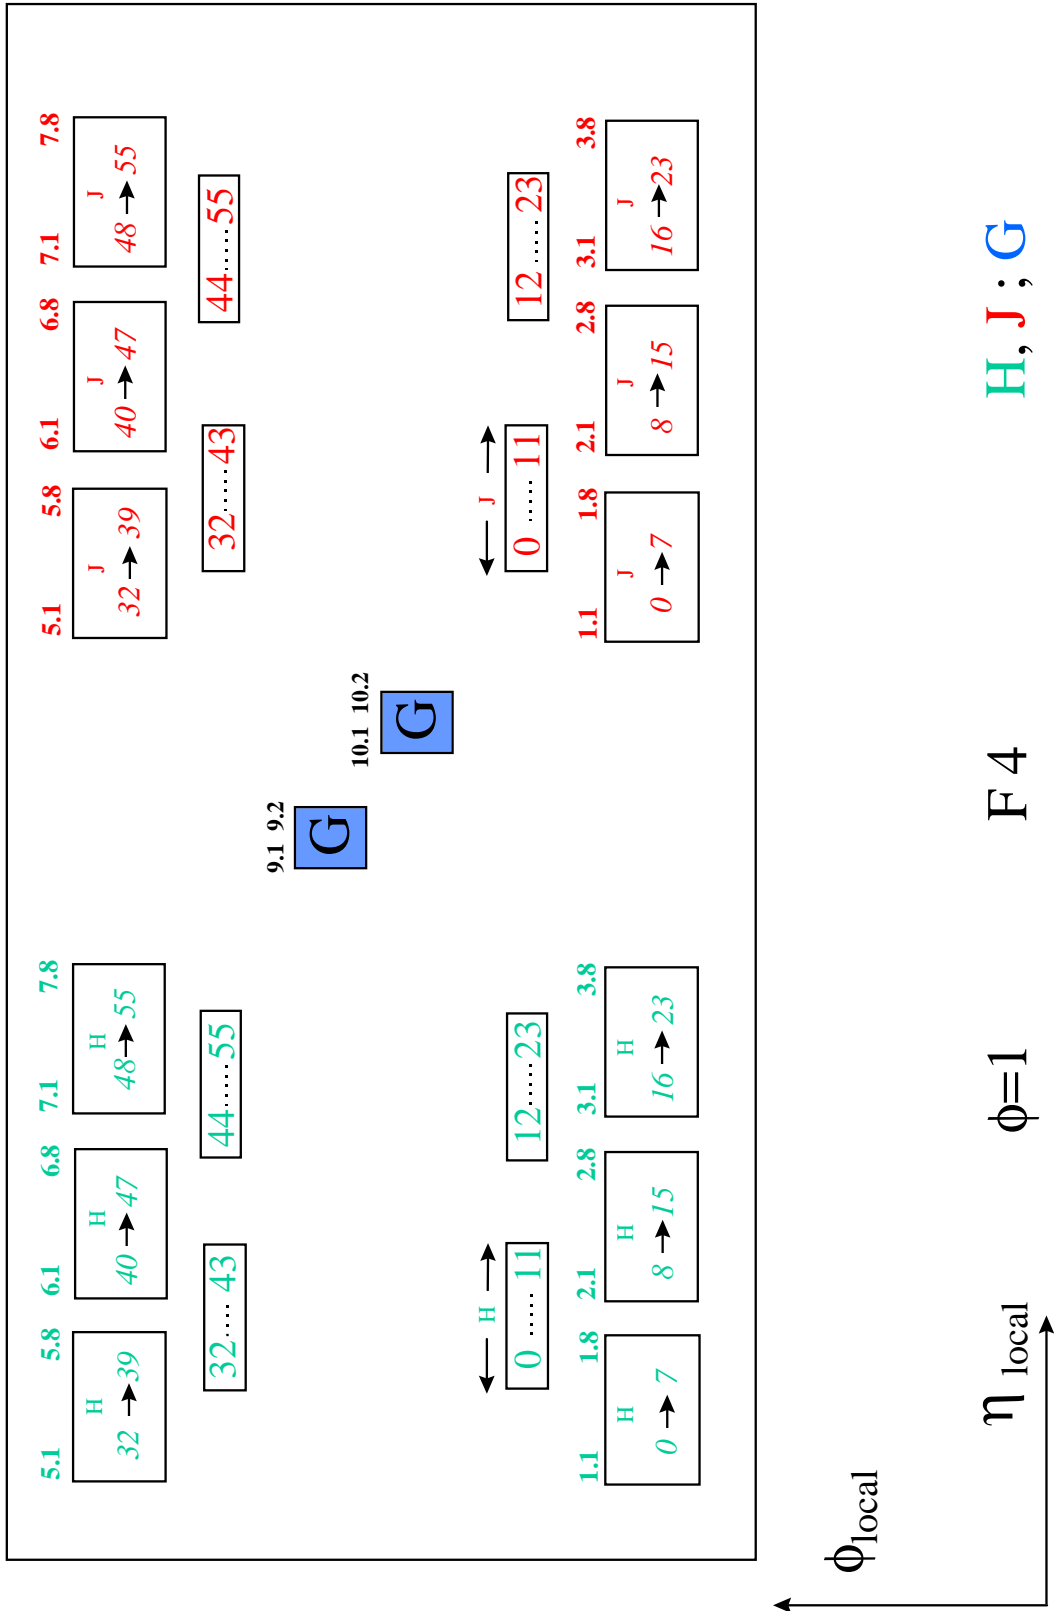 5.1 5.8 6.1 6.8 7.1 7.8 5.1 5.8 6.1 6.8 7.1 7.8
H H H J J J
32 → 39 40 → 47 48 → 55 32 → 39 40 → 47 48 → 55
32.....43 44......55 32......43 44......55
9.1 9.2
G
10.1 10.2
G
← H → ← J →
0 ...... 11 12......23 0 ...... 11 12 ...... 23
1.1 1.8 2.1 2.8 3.1 3.8 1.1 1.8 2.1 2.8 3.1 3.8
H H H J J J
0 → 7 8 → 15 16 → 23 0 → 7 8 → 15 16 → 23
ϕlocal
η local ϕ=1 F 4 H, J ; G